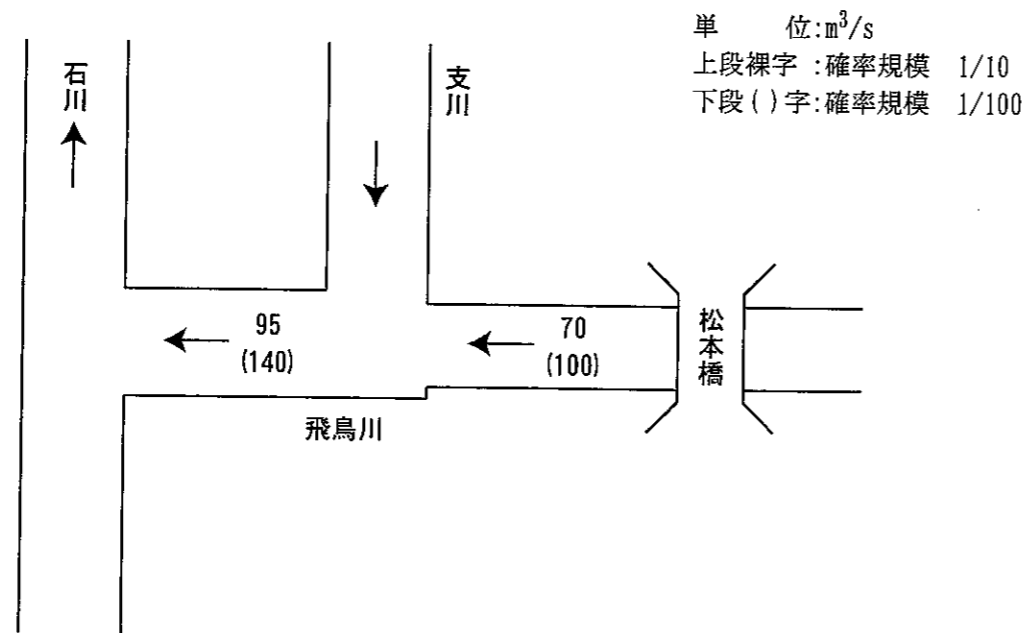 単　　位:m³/s
上段裸字 :確率規模 1/10
下段( )字:確率規模 1/100
石川
支川
95
(140)
70
(100)
松本橋
飛鳥川